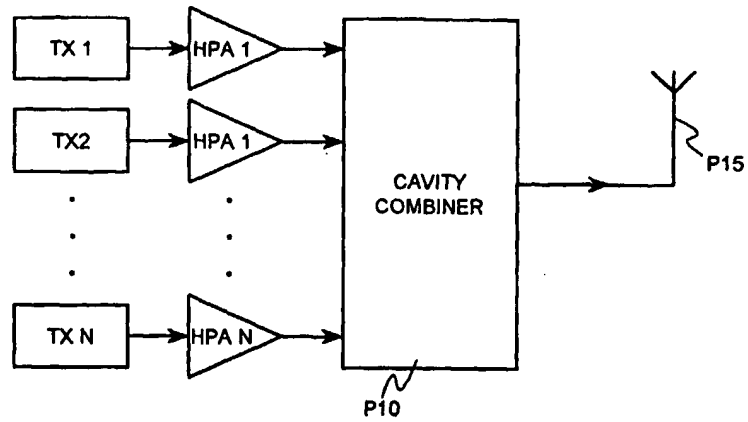 TX 1
HPA 1
TX2
HPA 1
CAVITY
COMBINER
P15
TX N
HPA N
P10